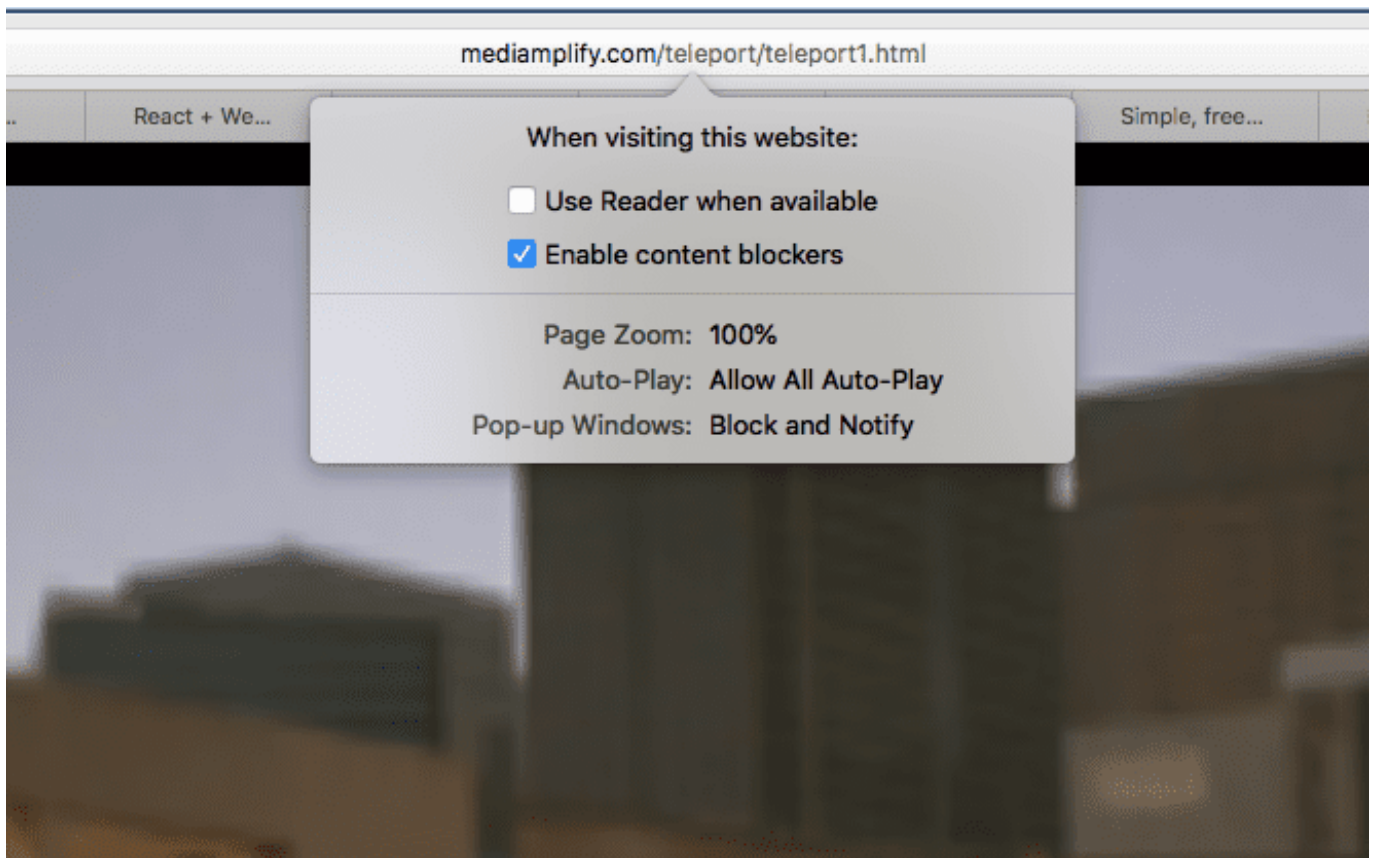 mediamplify.com/teleport/teleport1.html
...
React + We...
Simple, free...
When visiting this website:
Use Reader when available
Enable content blockers
Page Zoom: 100%
Auto-Play: Allow All Auto-Play
Pop-up Windows: Block and Notify